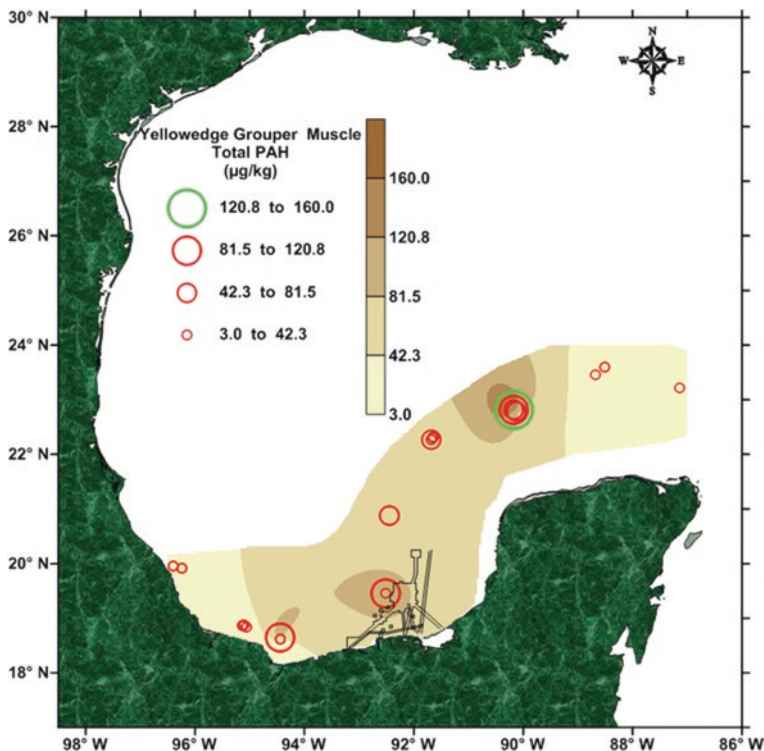 30° N
28° N
26° N
24° N
22° N
20° N
18° N
N
W E
S
Yellowedge Grouper Muscle
Total PAH
(µg/kg)
120.8 to 160.0
81.5 to 120.8
42.3 to 81.5
3.0 to 42.3
160.0
120.8
81.5
42.3
3.0
98° W 96° W 94° W 92° W 90° W 88° W 86° W